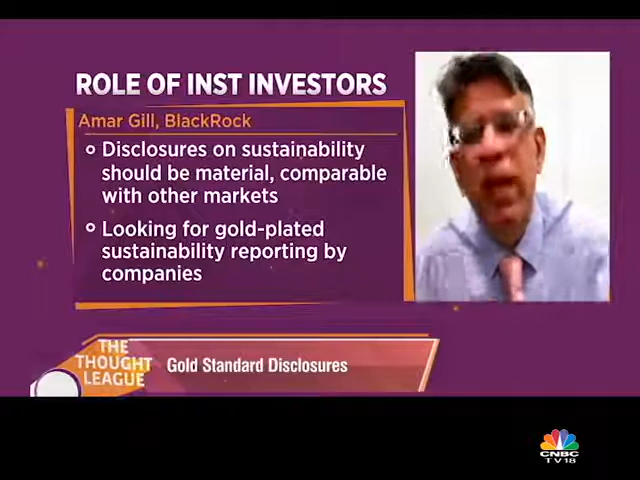 ROLE OF INST INVESTORS
Amar Gill, BlackRock
Disclosures on sustainability
should be material, comparable
with other markets
Looking for gold-plated
sustainability reporting by
companies
THE
THOUGHT
LEAGUE
Gold Standard Disclosures
CNBC
TV18